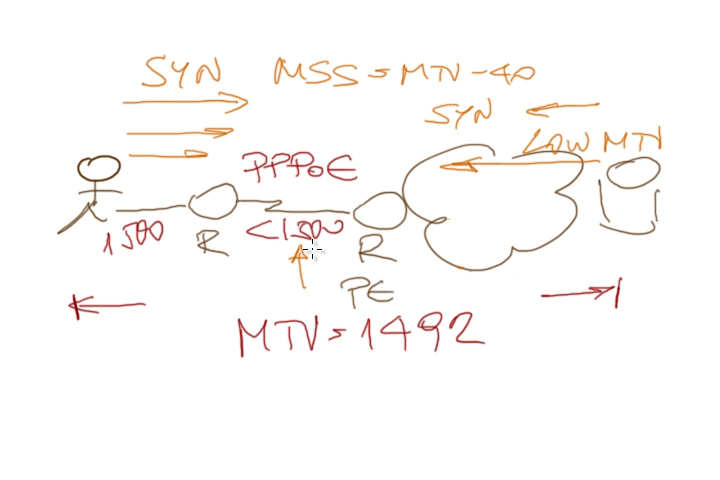 SYN MSS = MTU - 40
SYN
LOW MTU
PPPoE
1500
<1500
R
R
PE
MTU = 1492